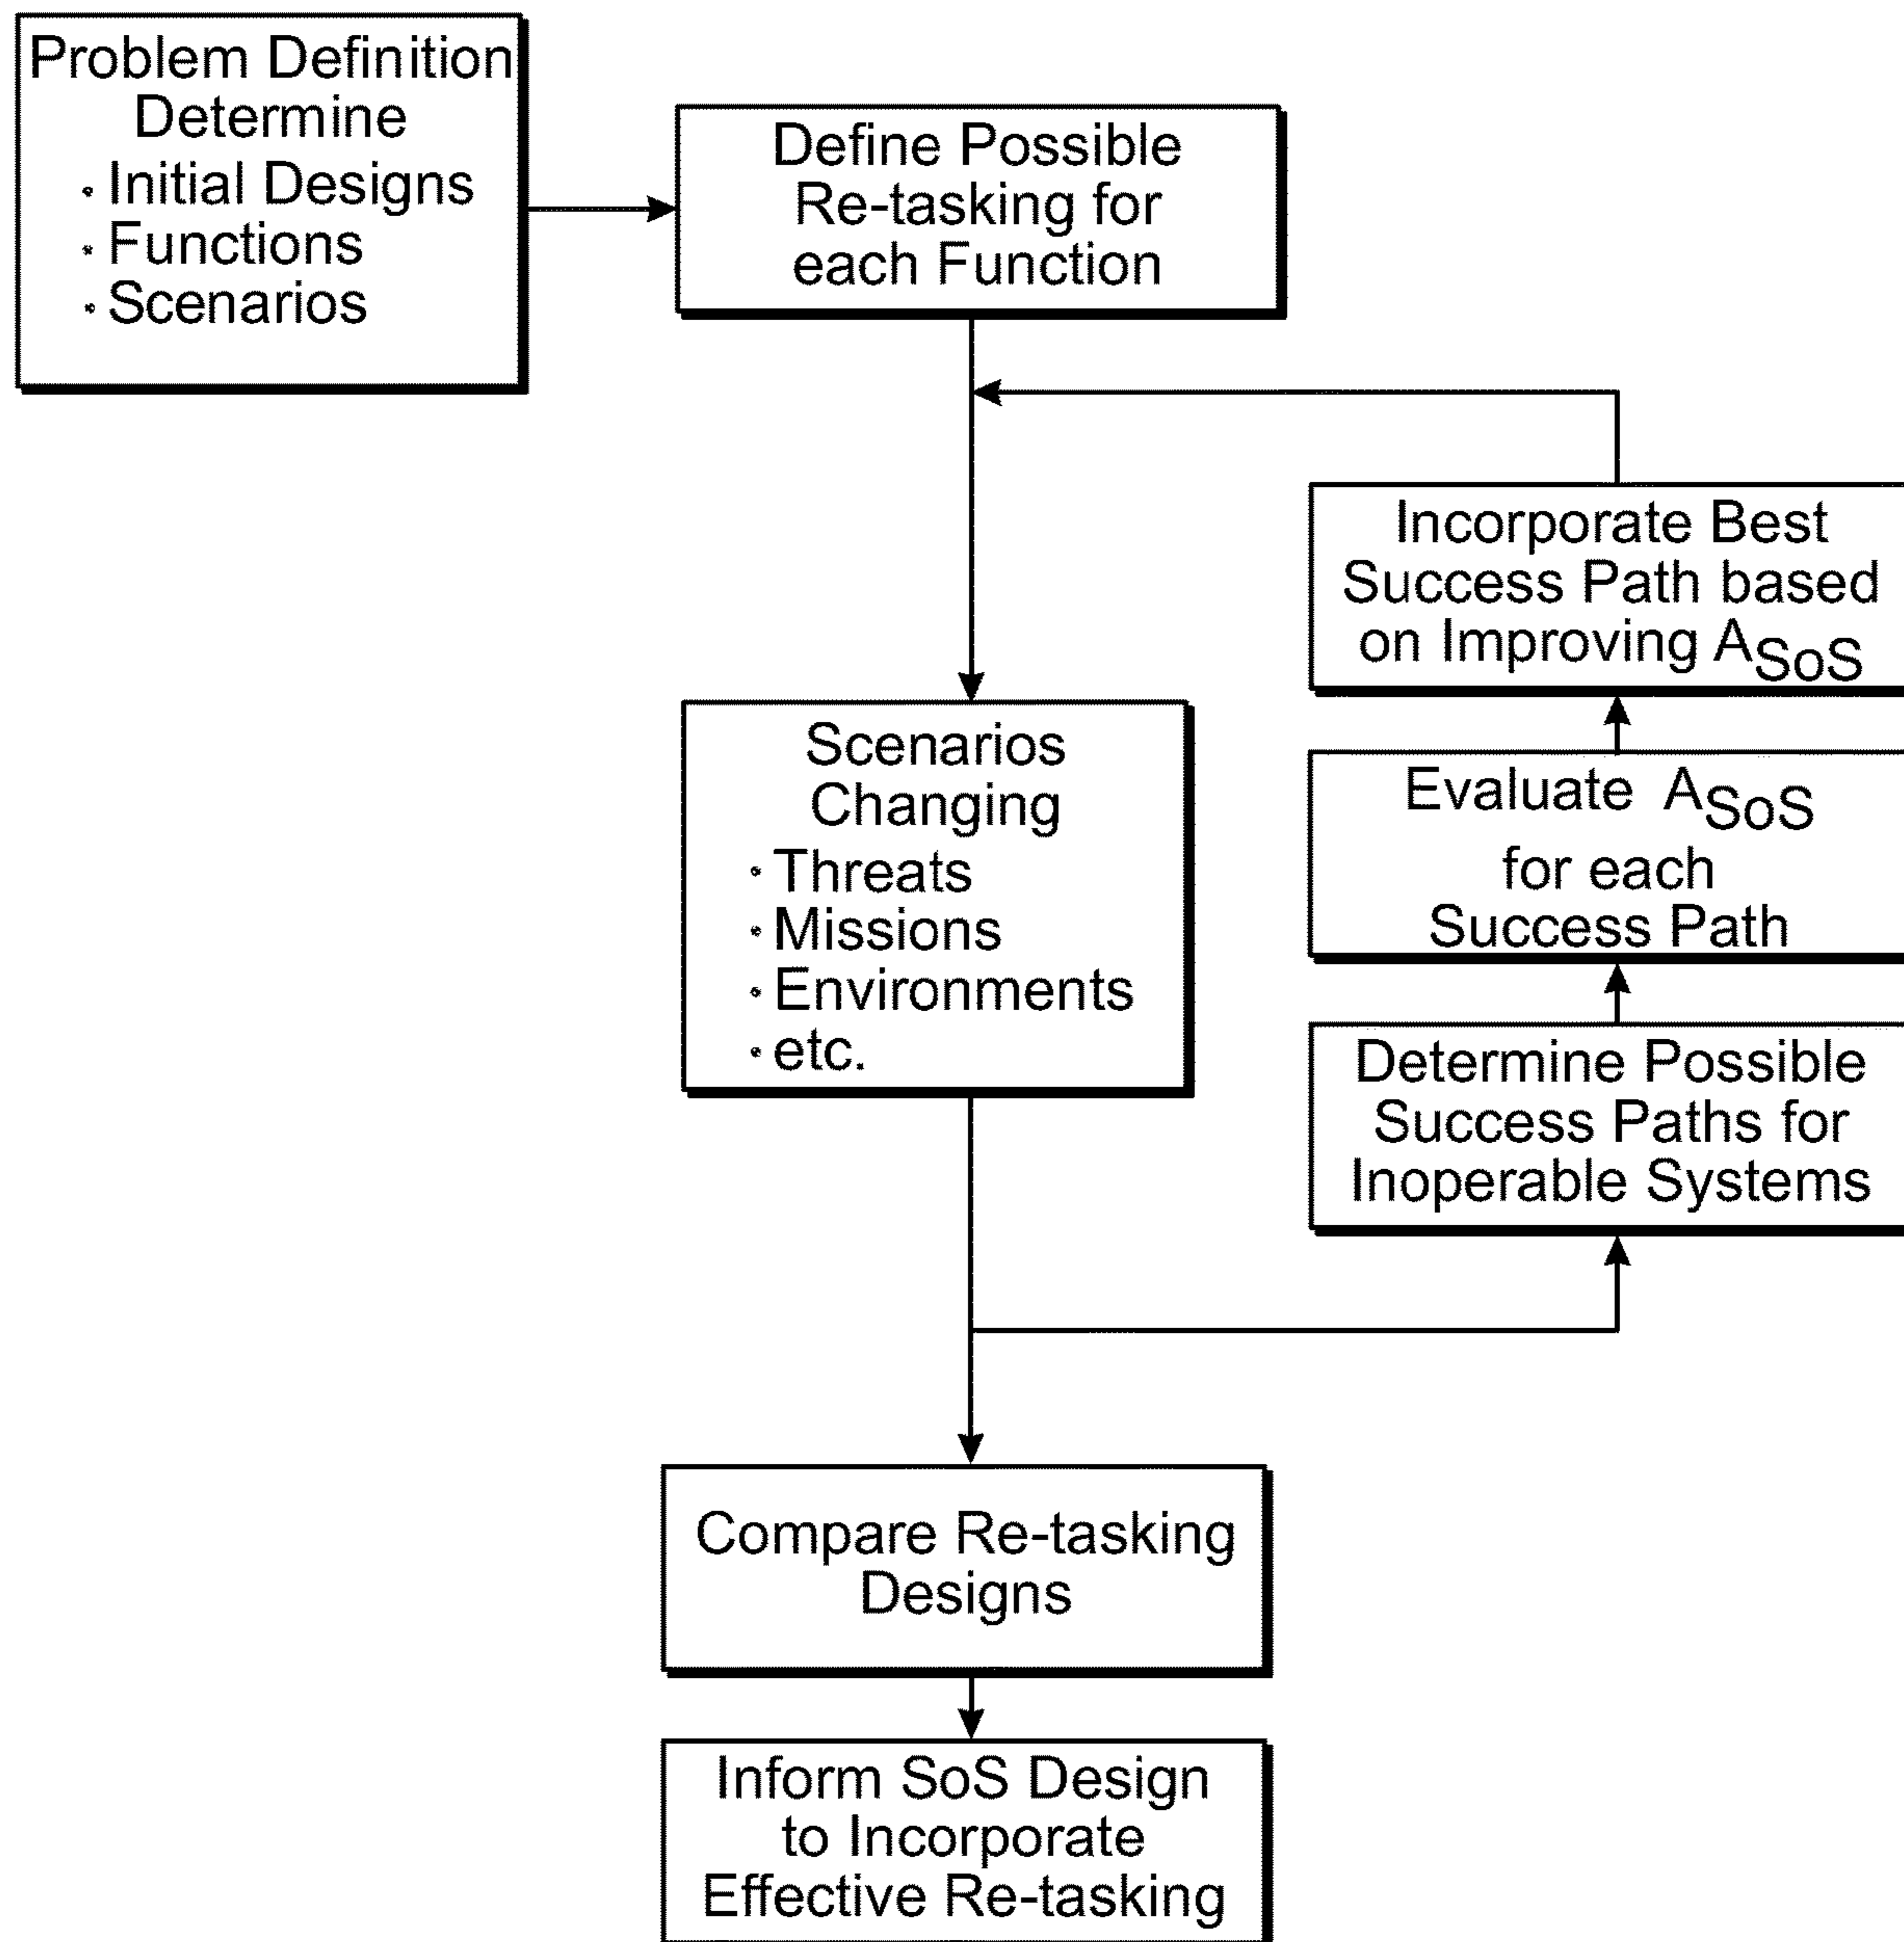 Problem Definition
Determine
· Initial Designs
· Functions
· Scenarios
Define Possible
Re-tasking for
each Function
Incorporate Best
Success Path based
on Improving ASoS
Scenarios
Changing
· Threats
· Missions
· Environments
· etc.
Evaluate ASoS
for each
Success Path
Determine Possible
Success Paths for
Inoperable Systems
Compare Re-tasking
Designs
Inform SoS Design
to Incorporate
Effective Re-tasking